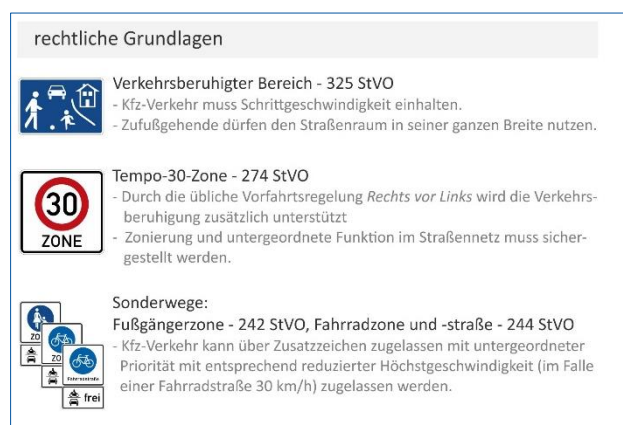 rechtliche Grundlagen
Verkehrsberuhigter Bereich - 325 StVO
- Kfz-Verkehr muss Schrittgeschwindigkeit einhalten.
- Zufußgehende dürfen den Straßenraum in seiner ganzen Breite nutzen.
30
ZONE
Tempo-30-Zone - 274 StVO
- Durch die übliche Vorfahrtsregelung Rechts vor Links wird die Verkehrs-
beruhigung zusätzlich unterstützt
- Zonierung und untergeordnete Funktion im Straßennetz muss sicher-
gestellt werden.
ZO
ZO
Fahrradstraße
frei
Sonderwege:
Fußgängerzone - 242 StVO, Fahrradzone und -straße - 244 StVO
- Kfz-Verkehr kann über Zusatzzeichen zugelassen mit untergeordneter
Priorität mit entsprechend reduzierter Höchstgeschwindigkeit (im Falle
einer Fahrradstraße 30 km/h) zugelassen werden.